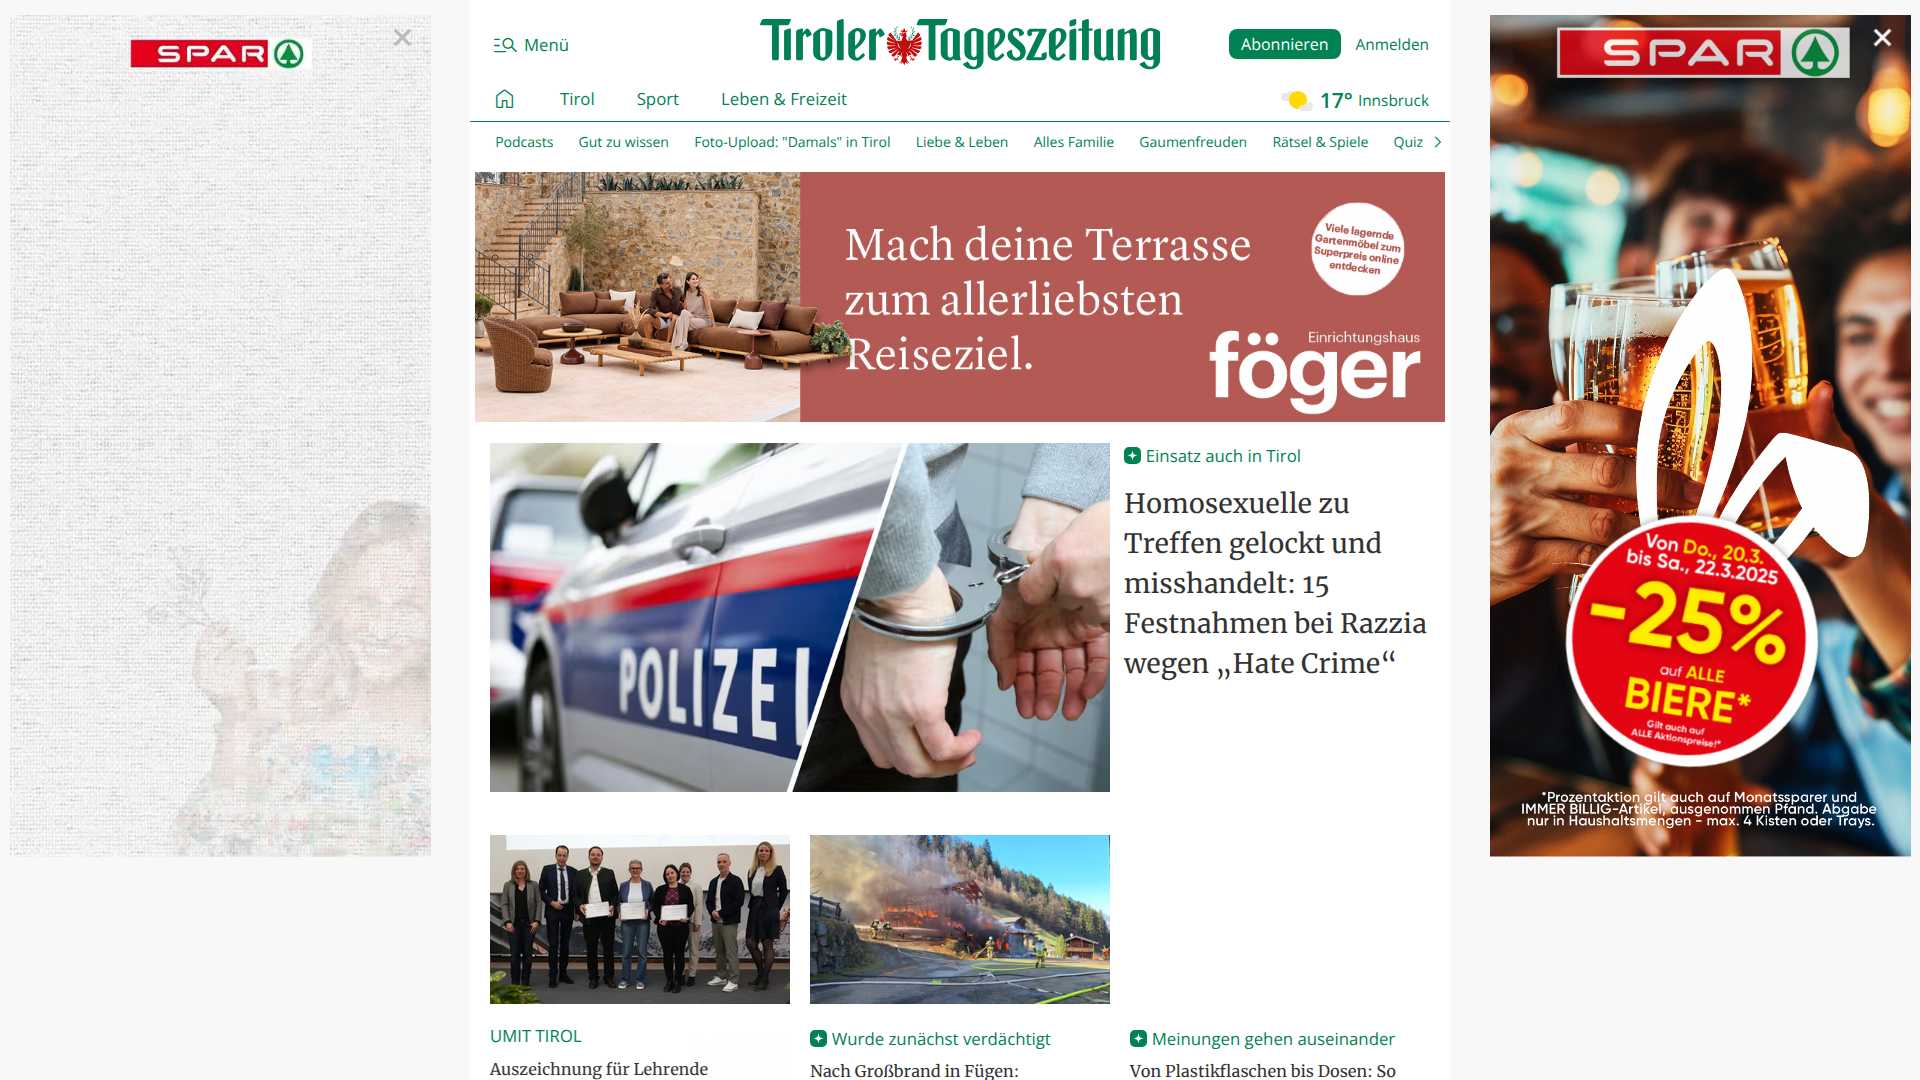 SPAR
Menü
Tiroler Tageszeitung
Abonnieren
Anmelden
Tirol
Sport
Leben & Freizeit
17° Innsbruck
Podcasts
Gut zu wissen
Foto-Upload: "Damals" in Tirol
Liebe & Leben
Alles Familie
Gaumenfreuden
Rätsel & Spiele
Quiz
Mach deine Terrasse
zum allerliebsten
Reiseziel.
Viele lagernde
Gartenmöbel zum
Superpreis online
entdecken
Einrichtungshaus
föger
POLIZEI
Einsatz auch in Tirol
Homosexuelle zu
Treffen gelockt und
misshandelt: 15
Festnahmen bei Razzia
wegen „Hate Crime“
UMIT TIROL
Auszeichnung für Lehrende
Wurde zunächst verdächtigt
Nach Großbrand in Fügen:
Meinungen gehen auseinander
Von Plastikflaschen bis Dosen: So
SPAR
Von Do., 20.3.
bis Sa., 22.3.2025
-25%
auf ALLE
BIERE*
Gilt auch auf
ALLE Aktionspreise!*
*Prozentaktion gilt auch auf Monatssparer und
IMMER BILLIG-Artikel, ausgenommen Pfand. Abgabe
nur in Haushaltsmengen - max. 4 Kisten oder Trays.